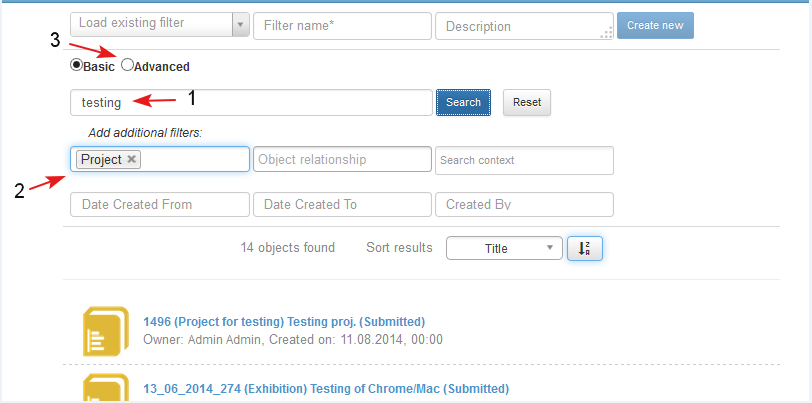 Load existing filter Filter name* Description Create new
3
Basic Advanced
testing 1 Search Reset
Add additional filters:
Project Object relationship Search context
2
Date Created From Date Created To Created By
14 objects found Sort results Title
1496 (Project for testing) Testing proj. (Submitted)
Owner: Admin Admin, Created on: 11.08.2014, 00:00
13_06_2014_274 (Exhibition) Testing of Chrome/Mac (Submitted)